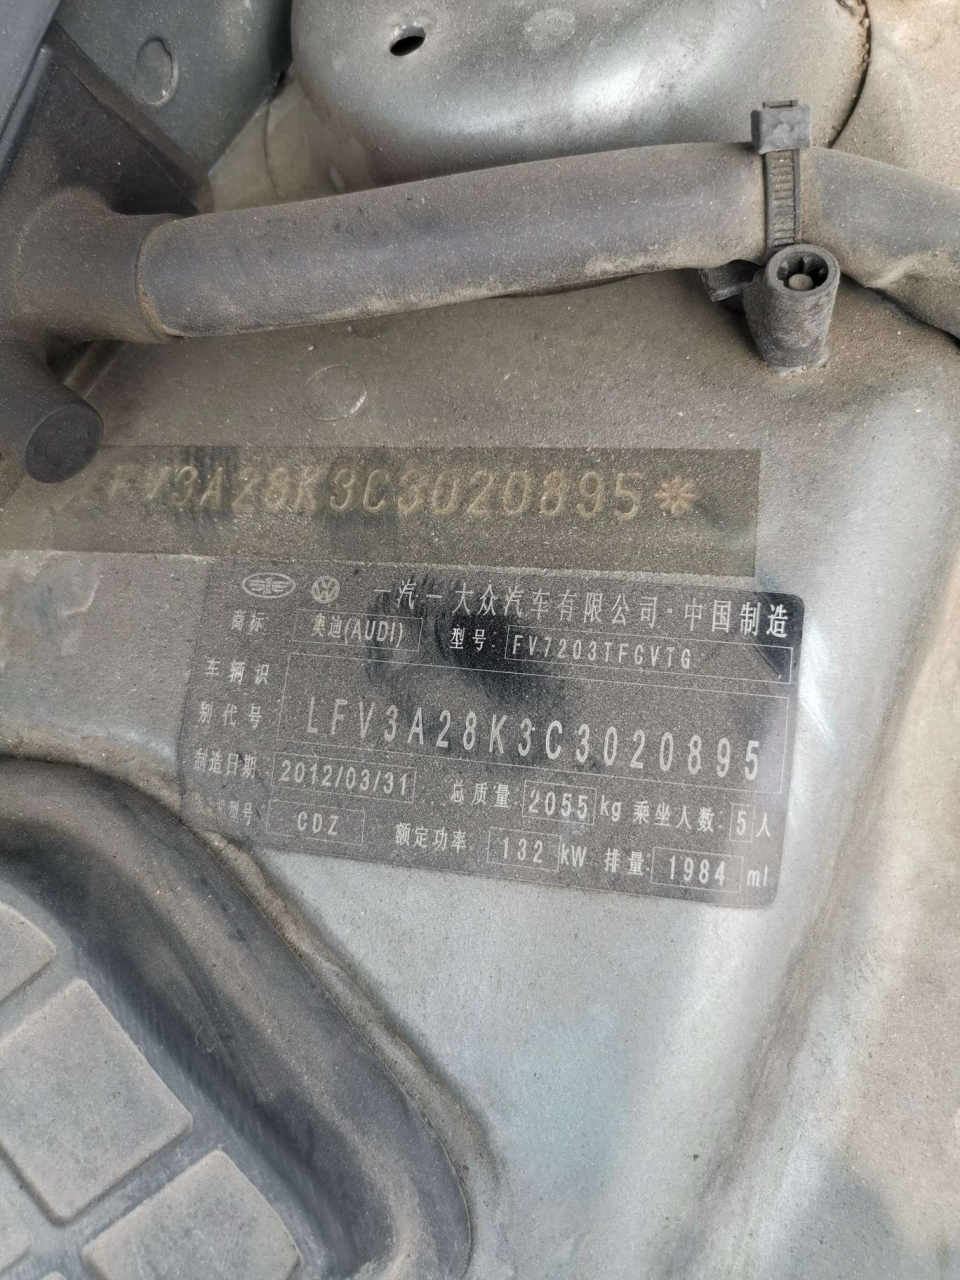 LFV3A28K3C3020895*
一汽-大众汽车有限公司·中国制造
商标 奥迪(AUDI) 型号: FV7203TFCVTG
车辆识
别代号: LFV3A28K3C3020895
制造日期: 2012/03/31 总质量: 2055 kg 乘坐人数: 5 人
型号: CDZ 额定功率: 132 kW 排量: 1984 ml